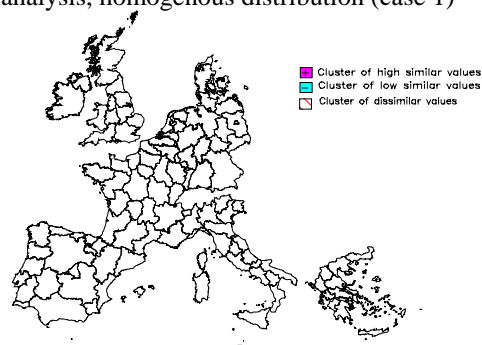 analysis, homogenous distribution (case 1)
+ Cluster of high similar values
− Cluster of low similar values
Cluster of dissimilar values